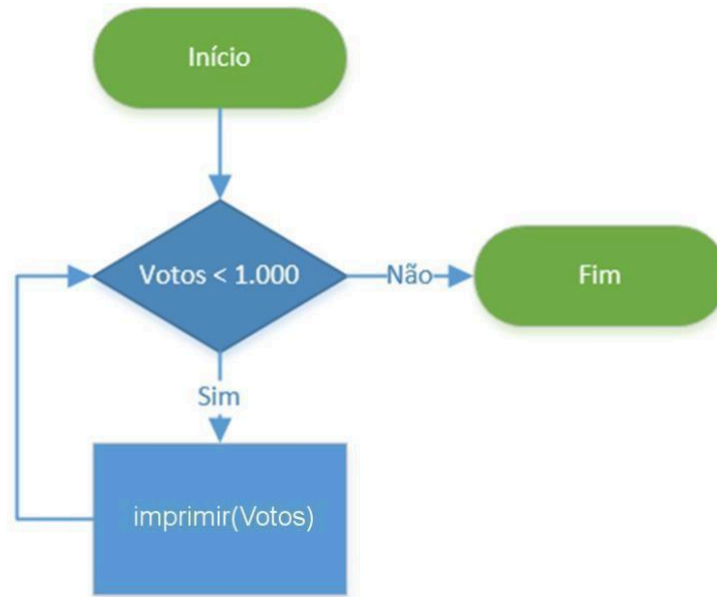 Início
Votos < 1.000
Não
Fim
Sim
imprimir(Votos)